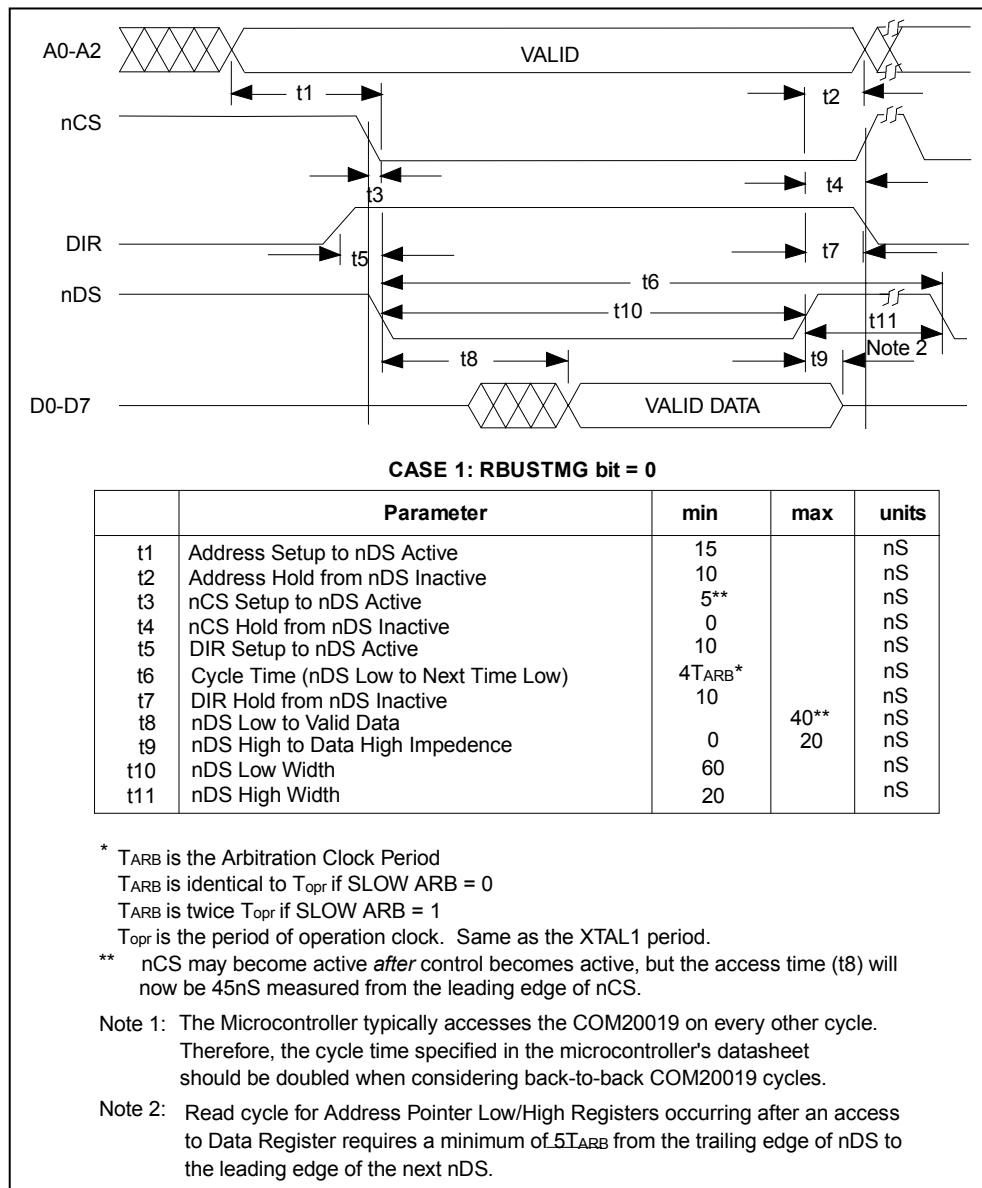 A0-A2
VALID
t1
t2
nCS
t3
t4
DIR
t5
t7
t6
nDS
t10
t11
Note 2
t8
t9
D0-D7
VALID DATA
CASE 1: RBUSTMG bit = 0
Parameter min max units
t1 Address Setup to nDS Active 15 nS
t2 Address Hold from nDS Inactive 10 nS
t3 nCS Setup to nDS Active 5** nS
t4 nCS Hold from nDS Inactive 0 nS
t5 DIR Setup to nDS Active 10 nS
t6 Cycle Time (nDS Low to Next Time Low) 4TARB* nS
t7 DIR Hold from nDS Inactive 10 nS
t8 nDS Low to Valid Data 40** nS
t9 nDS High to Data High Impedence 0 20 nS
t10 nDS Low Width 60 nS
t11 nDS High Width 20 nS
* TARB is the Arbitration Clock Period
TARB is identical to Topr if SLOW ARB = 0
TARB is twice Topr if SLOW ARB = 1
Topr is the period of operation clock. Same as the XTAL1 period.
** nCS may become active after control becomes active, but the access time (t8) will
now be 45nS measured from the leading edge of nCS.
Note 1: The Microcontroller typically accesses the COM20019 on every other cycle.
Therefore, the cycle time specified in the microcontroller's datasheet
should be doubled when considering back-to-back COM20019 cycles.
Note 2: Read cycle for Address Pointer Low/High Registers occurring after an access
to Data Register requires a minimum of 5TARB from the trailing edge of nDS to
the leading edge of the next nDS.